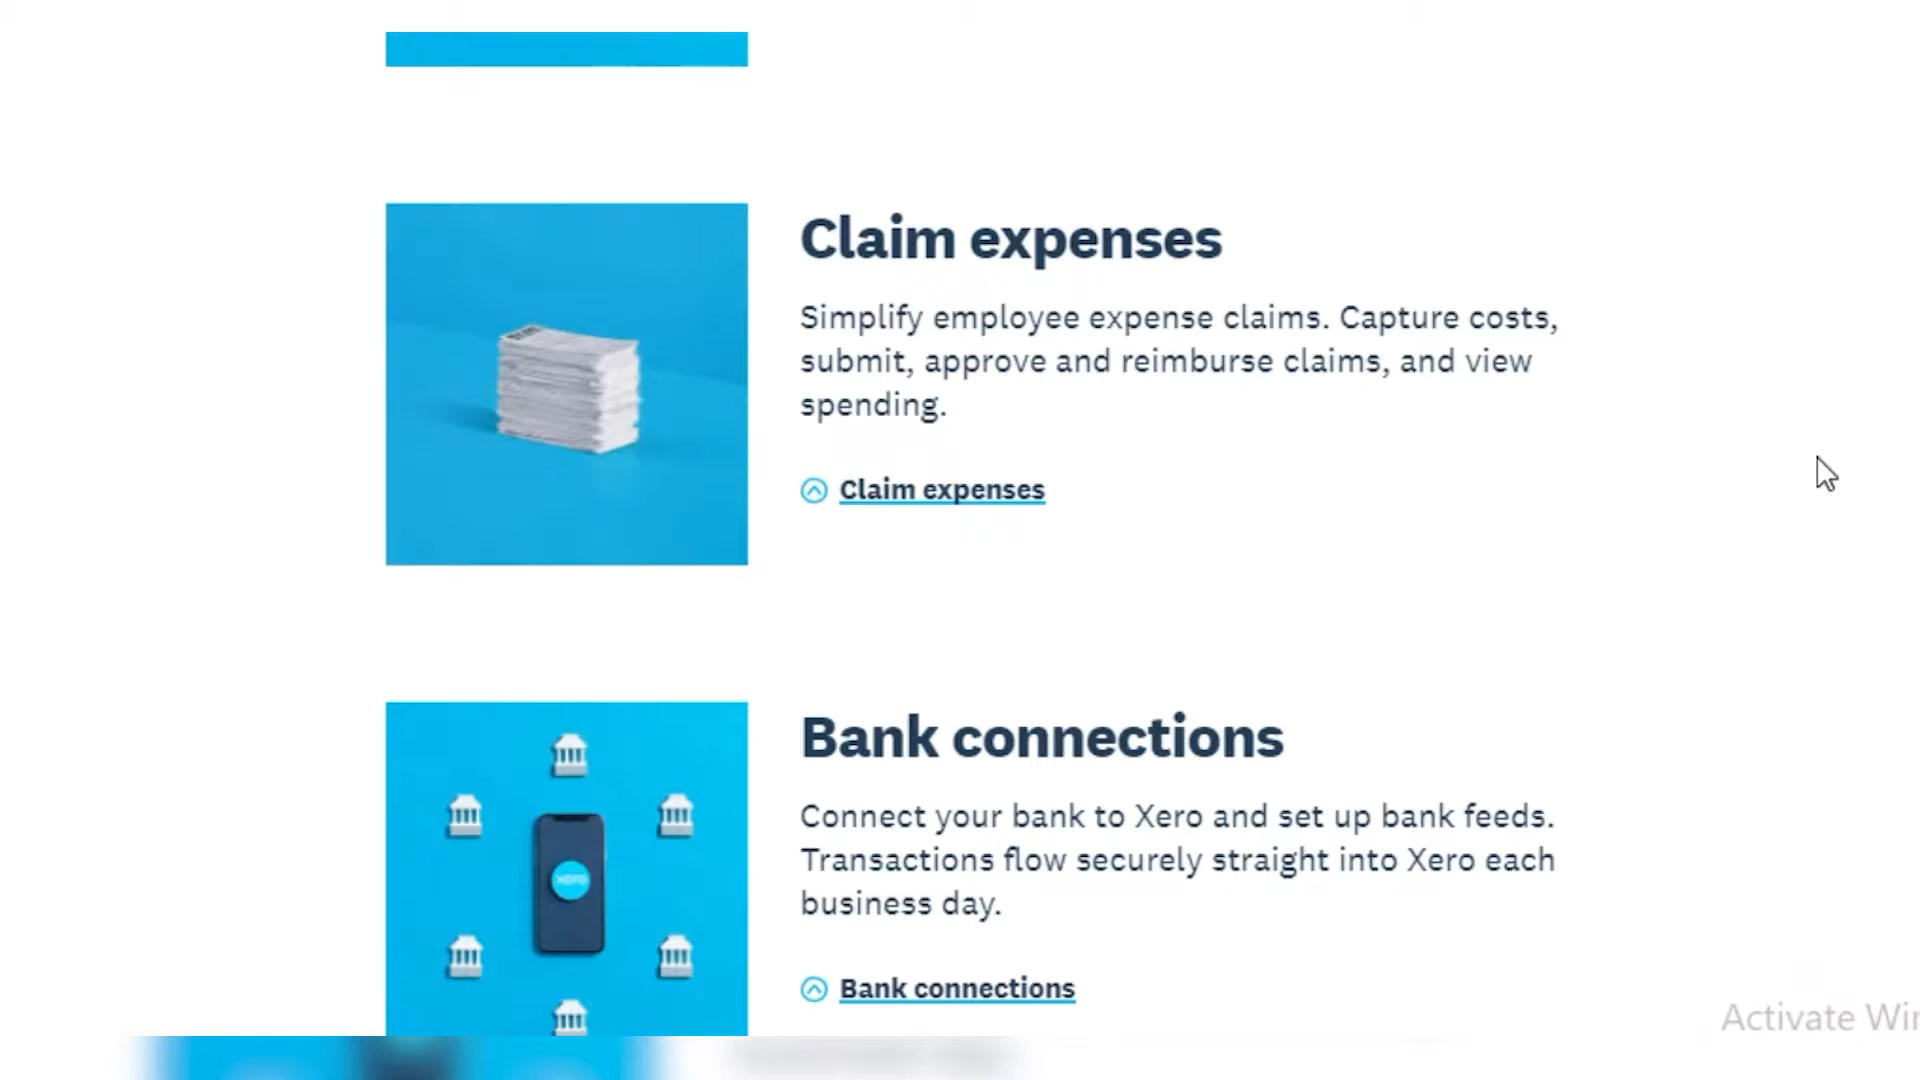 Claim expenses
Simplify employee expense claims. Capture costs,
submit, approve and reimburse claims, and view
spending.
Claim expenses
Bank connections
Connect your bank to Xero and set up bank feeds.
Transactions flow securely straight into Xero each
business day.
Bank connections
xero
Activate